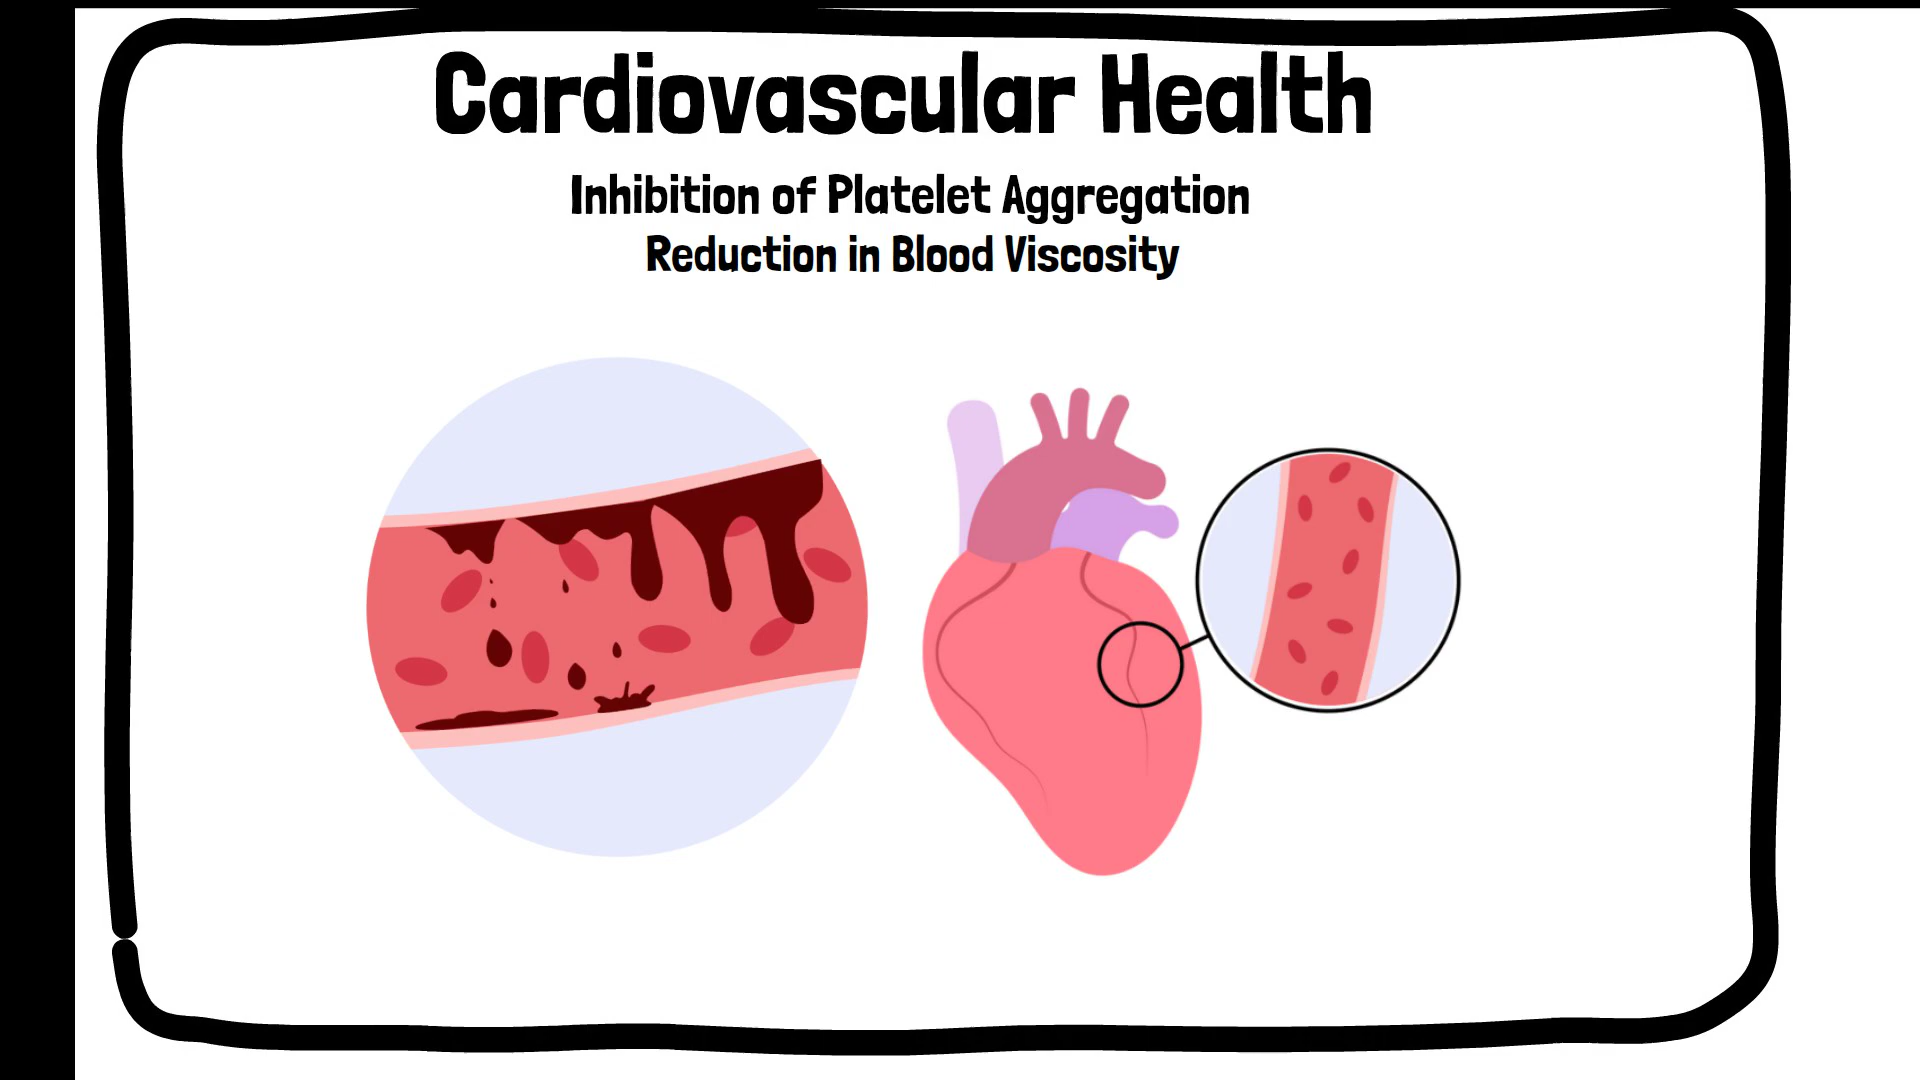 Cardiovascular Health
Inhibition of Platelet Aggregation
Reduction in Blood Viscosity